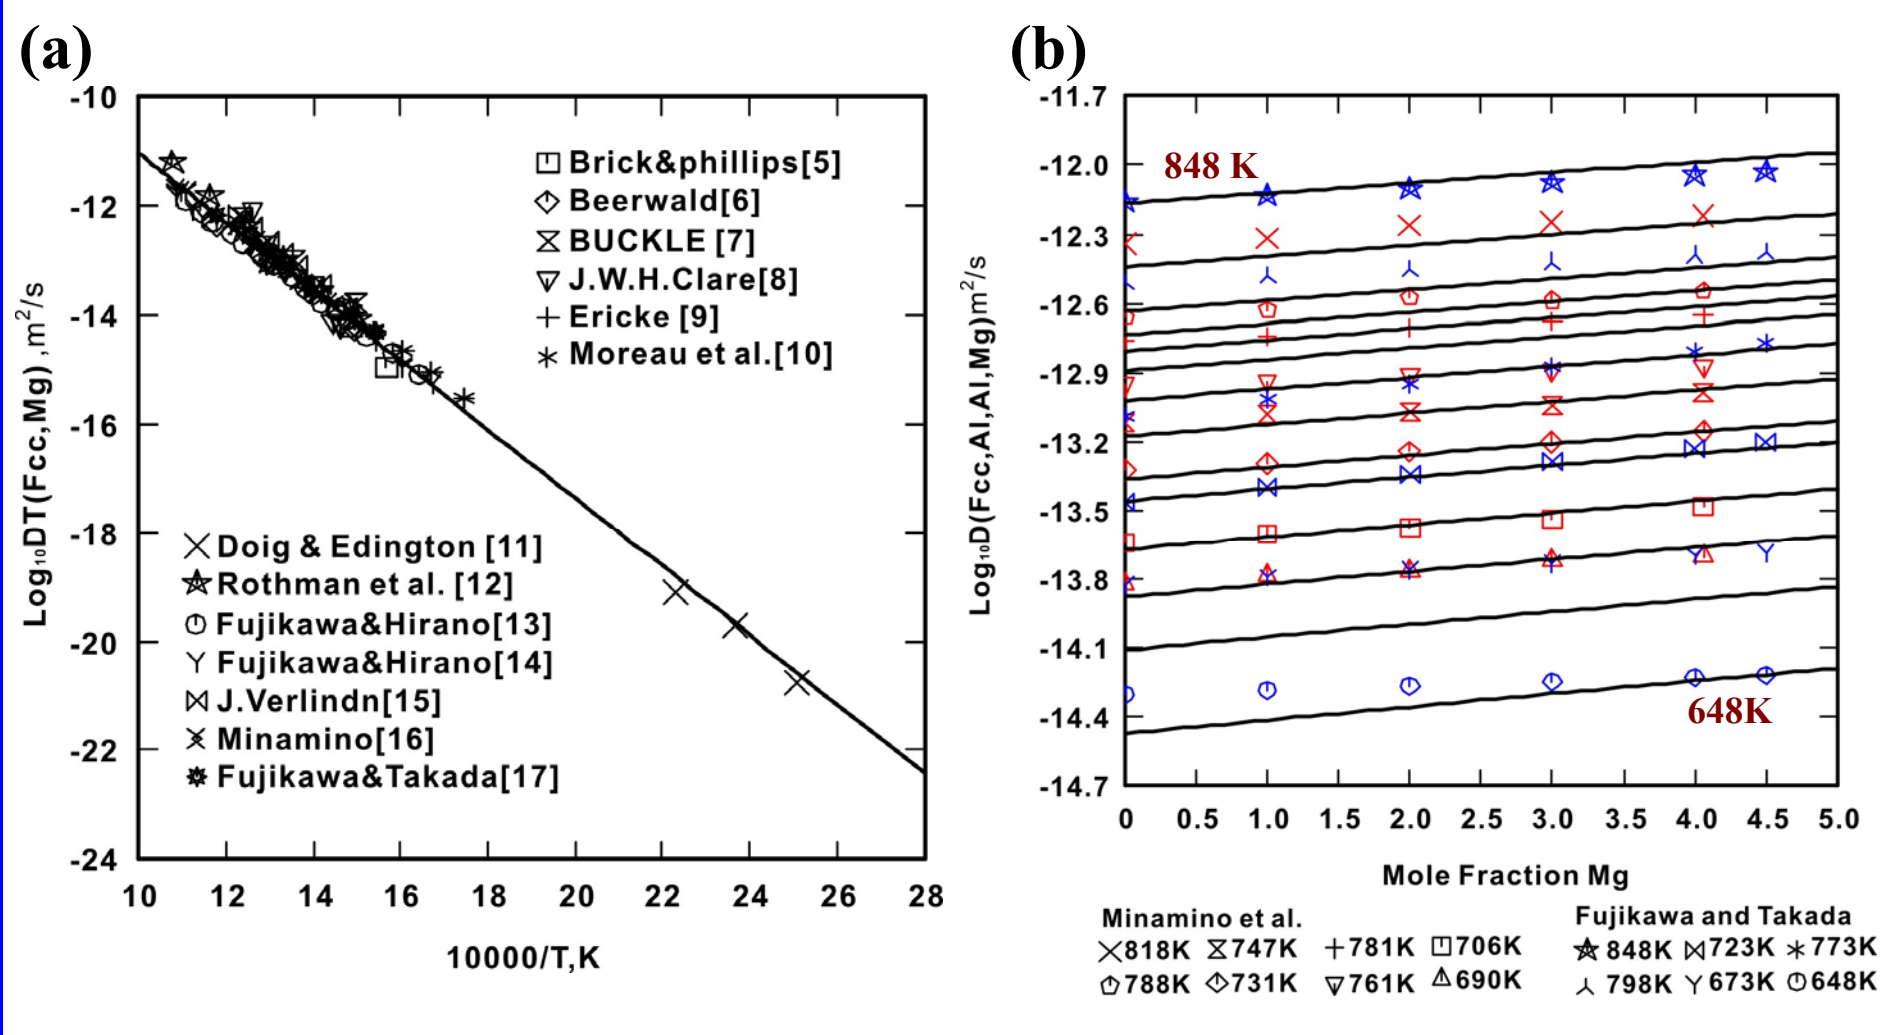 (a)
-10
-12
-14
-16
-18
-20
-22
-24
Log₁₀DT(Fcc,Mg) ,m²/s
Brick&phillips[5]
Beerwald[6]
BUCKLE [7]
J.W.H.Clare[8]
Ericke [9]
Moreau et al.[10]
Doig & Edington [11]
Rothman et al. [12]
Fujikawa&Hirano[13]
Fujikawa&Hirano[14]
J.Verlindn[15]
Minamino[16]
Fujikawa&Takada[17]
10 12 14 16 18 20 22 24 26 28
10000/T,K
(b)
-11.7
-12.0
-12.3
-12.6
-12.9
-13.2
-13.5
-13.8
-14.1
-14.4
-14.7
Log₁₀D(Fcc,Al,Al,Mg)m²/s
848 K
648K
0 0.5 1.0 1.5 2.0 2.5 3.0 3.5 4.0 4.5 5.0
Mole Fraction Mg
Minamino et al.
818K 747K 781K 706K
788K 731K 761K 690K
Fujikawa and Takada
848K 723K 773K
798K 673K 648K